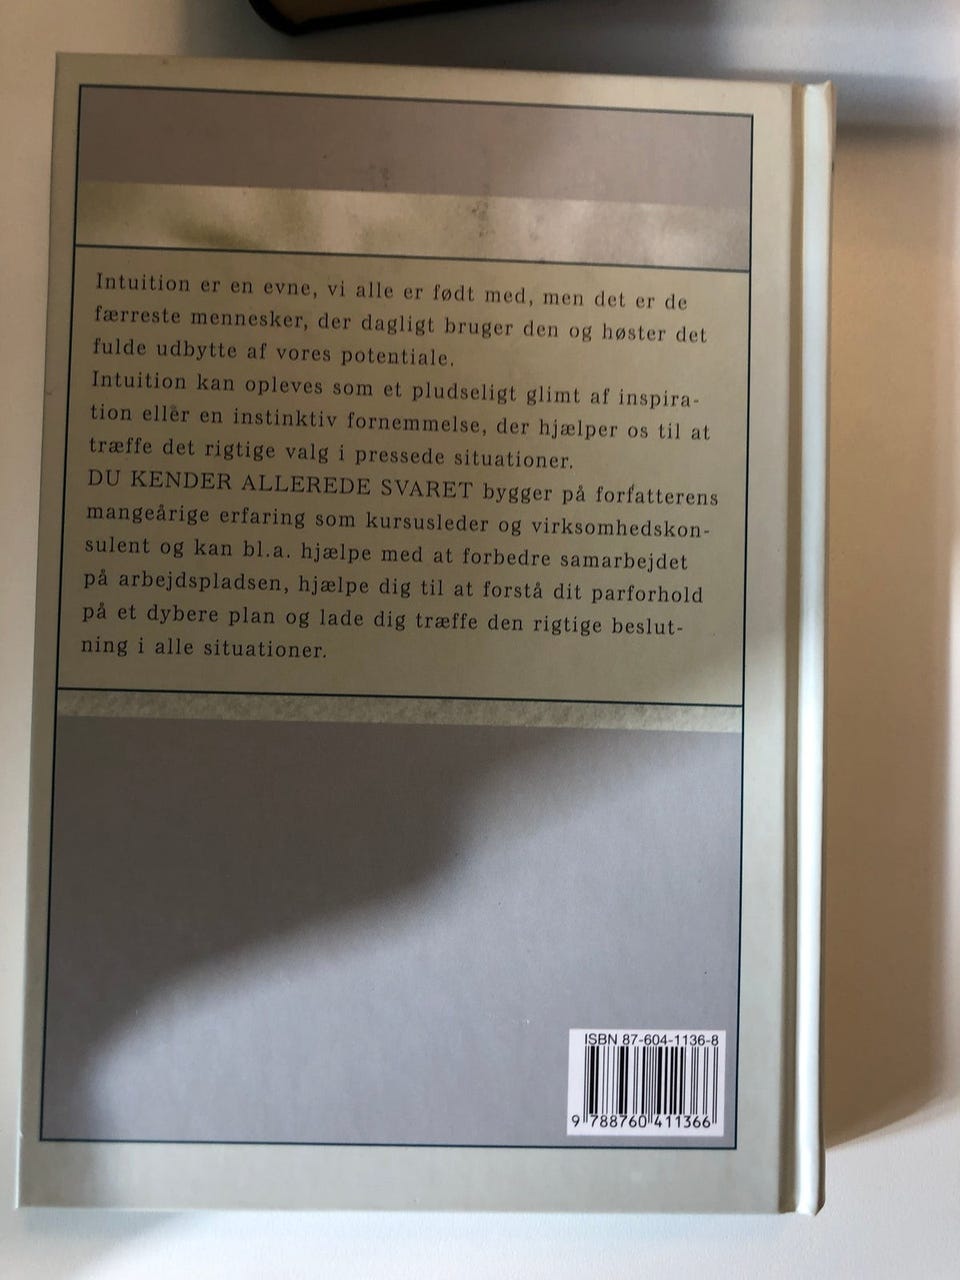 Intuition er en evne, vi alle er født med, men det er de
færreste mennesker, der dagligt bruger den og høster det
fulde udbytte af vores potentiale.
Intuition kan opleves som et pludseligt glimt af inspira-
tion eller en instinktiv fornemmelse, der hjælper os til at
træffe det rigtige valg i pressede situationer.
DU KENDER ALLEREDE SVARET bygger på forfatterens
mangeårige erfaring som kursusleder og virksomhedskon-
sulent og kan bl.a. hjælpe med at forbedre samarbejdet
på arbejdspladsen, hjælpe dig til at forstå dit parforhold
på et dybere plan og lade dig træffe den rigtige beslut-
ning i alle situationer.
ISBN 87-604-1136-8
9 788760 411366